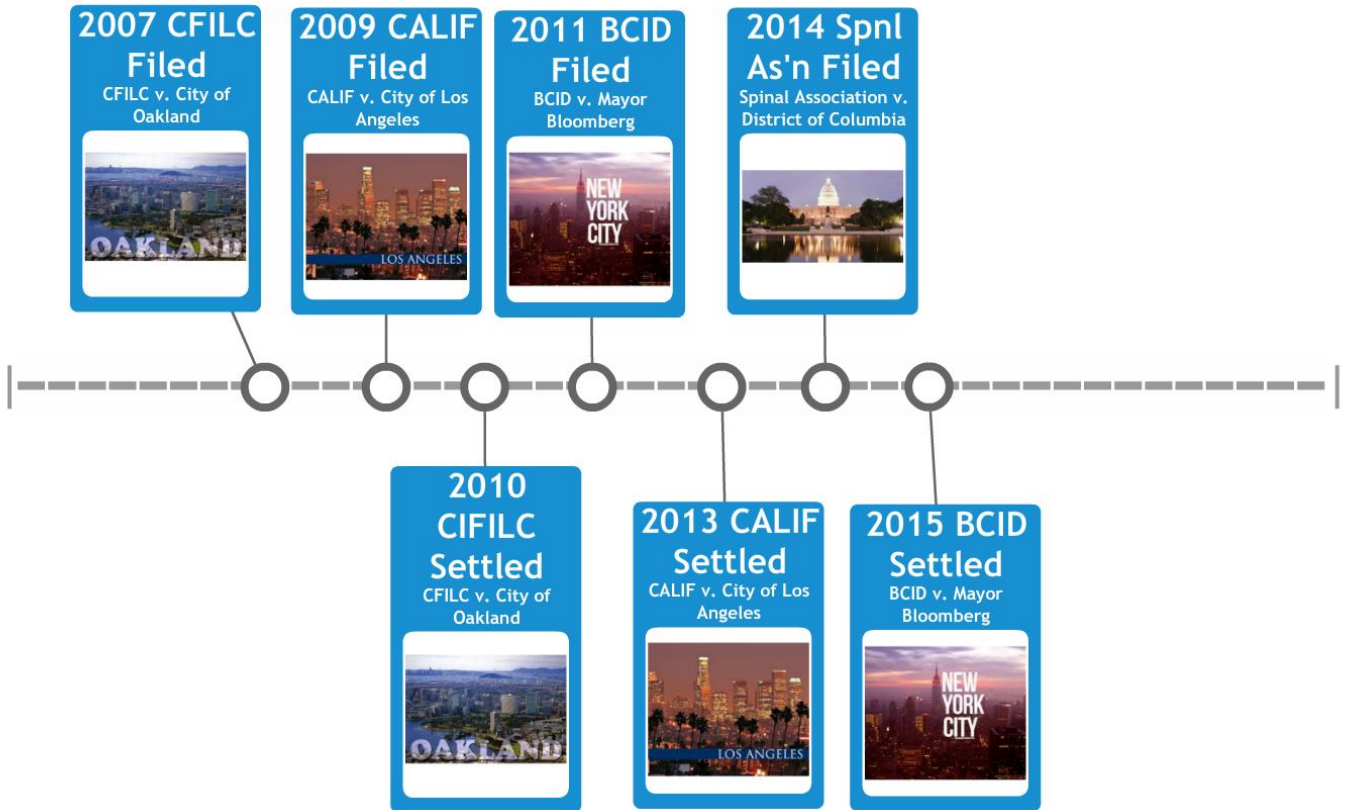 2007 CFILC
Filed
CFILC v. City of
Oakland
OAKLAND
2009 CALIF
Filed
CALIF v. City of Los
Angeles
LOS ANGELES
2011 BCID
Filed
BCID v. Mayor
Bloomberg
NEW
YORK
CITY
2014 Spnl
As'n Filed
Spinal Association v.
District of Columbia
2010
CIFILC
Settled
CFILC v. City of
Oakland
OAKLAND
2013 CALIF
Settled
CALIF v. City of Los
Angeles
LOS ANGELES
2015 BCID
Settled
BCID v. Mayor
Bloomberg
NEW
YORK
CITY